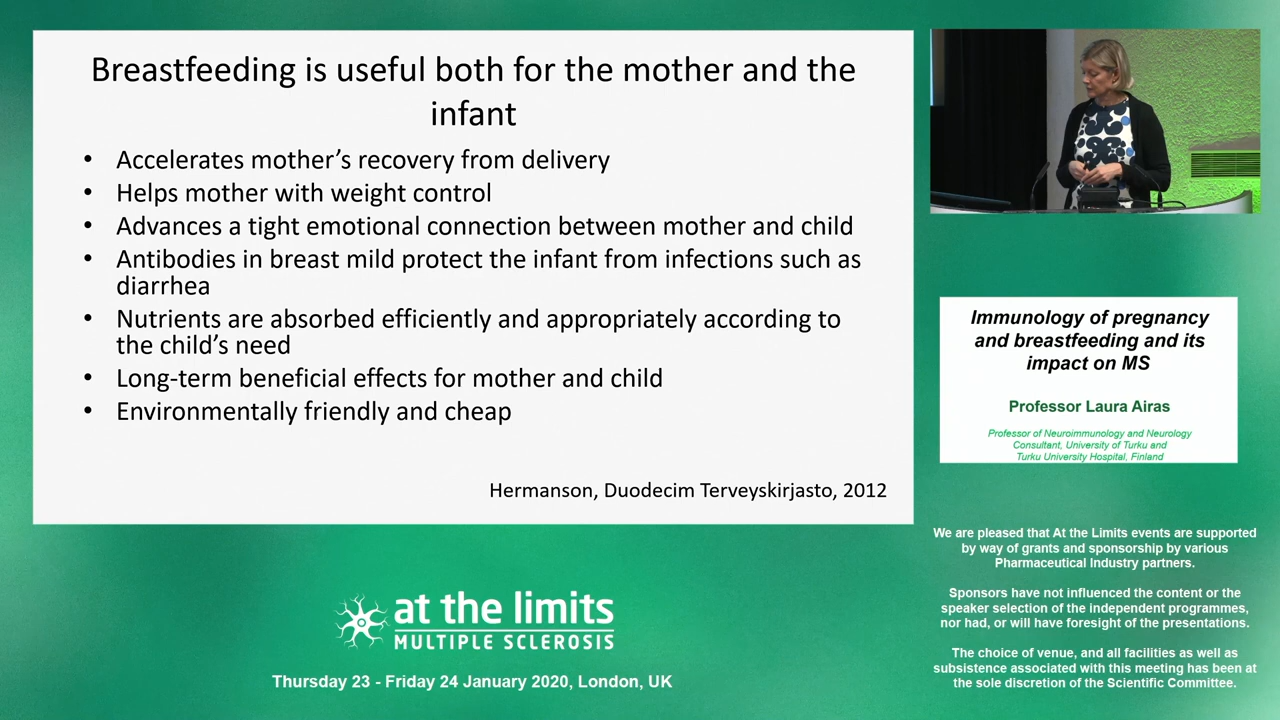 Breastfeeding is useful both for the mother and the
infant
• Accelerates mother's recovery from delivery
• Helps mother with weight control
• Advances a tight emotional connection between mother and child
• Antibodies in breast mild protect the infant from infections such as
diarrhea
• Nutrients are absorbed efficiently and appropriately according to
the child's need
• Long-term beneficial effects for mother and child
• Environmentally friendly and cheap
Hermanson, Duodecim Terveyskirjasto, 2012
Immunology of pregnancy
and breastfeeding and its
impact on MS
Professor Laura Airas
Professor of Neuroimmunology and Neurology
Consultant, University of Turku and
Turku University Hospital, Finland
We are pleased that At the Limits events are supported
by way of grants and sponsorship by various
Pharmaceutical Industry partners.
Sponsors have not influenced the content or the
speaker selection of the independent programmes,
nor had, or will have foresight of the presentations.
The choice of venue, and all facilities as well as
subsistence associated with this meeting has been at
the sole discretion of the Scientific Committee.
at the limits
MULTIPLE SCLEROSIS
Thursday 23 - Friday 24 January 2020, London, UK